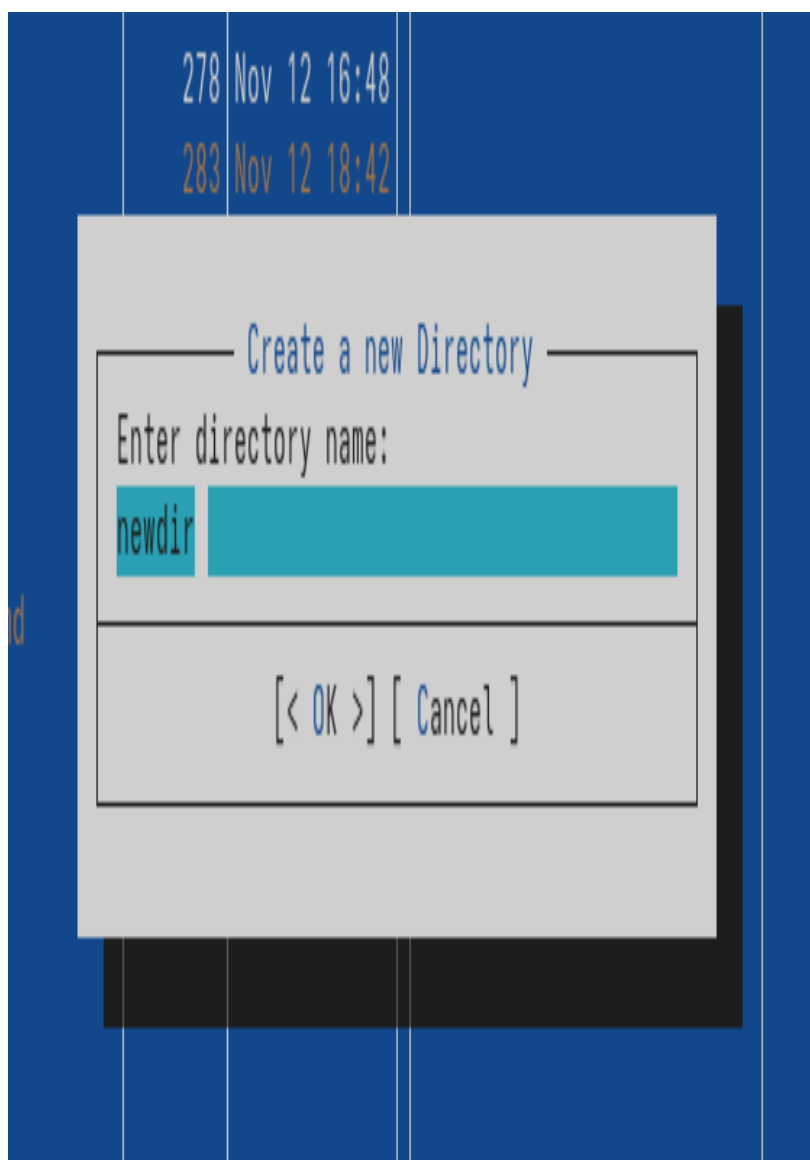 278 Nov 12 16:48
283 Nov 12 18:42
Create a new Directory
Enter directory name:
newdir
nd
[< OK >] [ Cancel ]